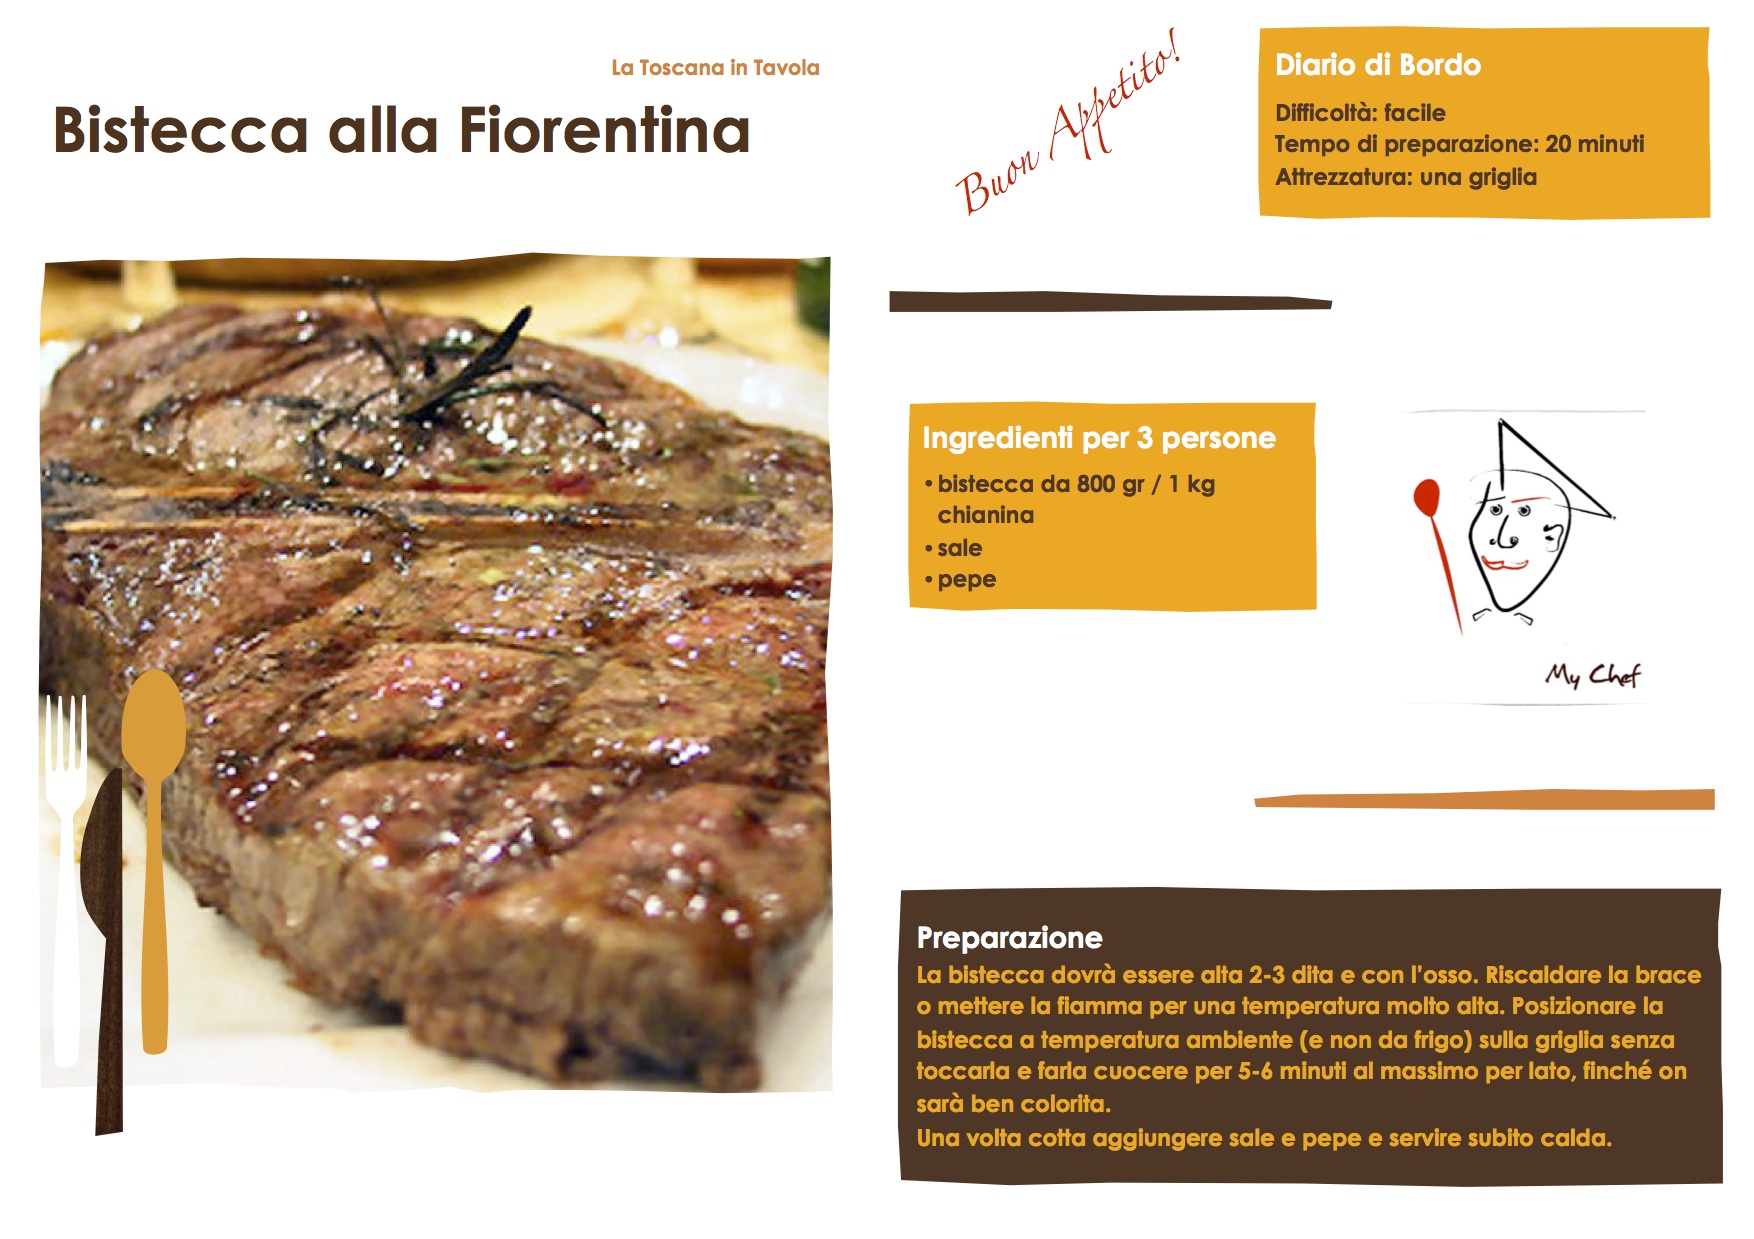 La Toscana in Tavola
Bistecca alla Fiorentina
Buon Appetito!
Diario di Bordo
Difficoltà: facile
Tempo di preparazione: 20 minuti
Attrezzatura: una griglia
Ingredienti per 3 persone
• bistecca da 800 gr / 1 kg
chianina
• sale
• pepe
My Chef
Preparazione
La bistecca dovrà essere alta 2-3 dita e con l’osso. Riscaldare la brace
o mettere la fiamma per una temperatura molto alta. Posizionare la
bistecca a temperatura ambiente (e non da frigo) sulla griglia senza
toccarla e farla cuocere per 5-6 minuti al massimo per lato, finché on
sarà ben colorita.
Una volta cotta aggiungere sale e pepe e servire subito calda.